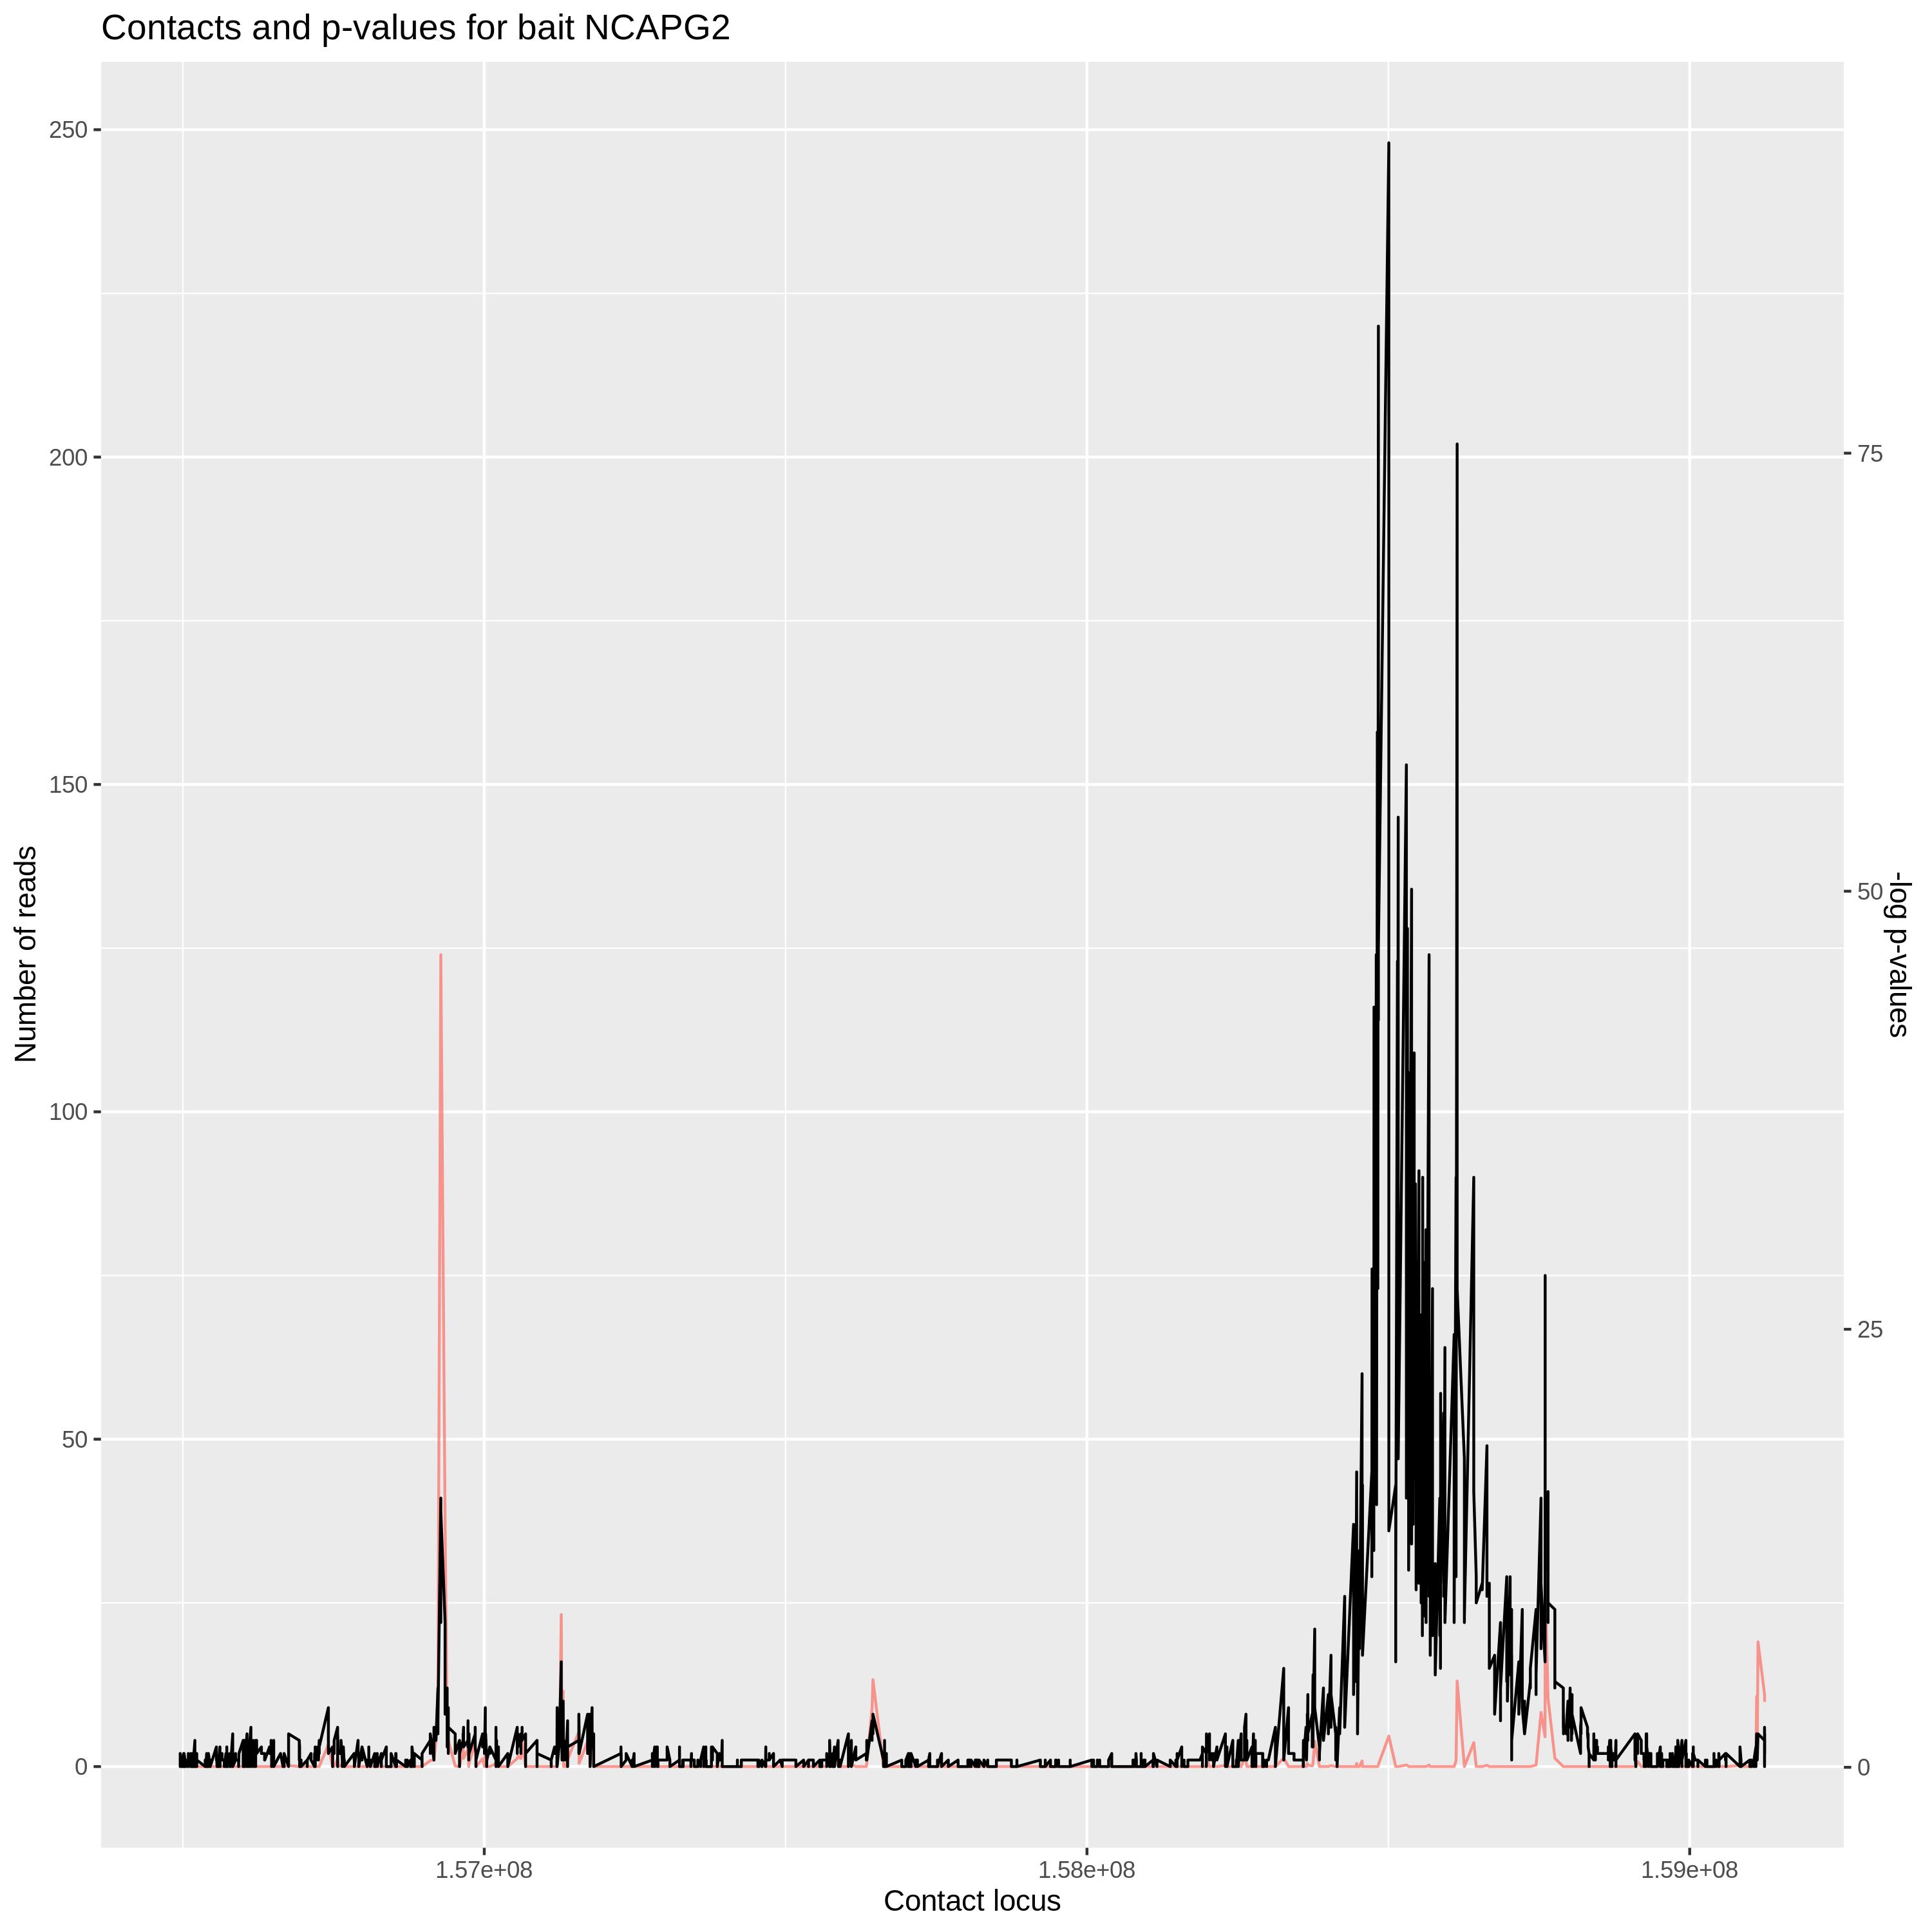 Contacts and p-values for bait NCAPG2
250
200
150
100
50
0
Number of reads
75
50
25
0
-log p-values
1.57e+08
1.58e+08
1.59e+08
Contact locus